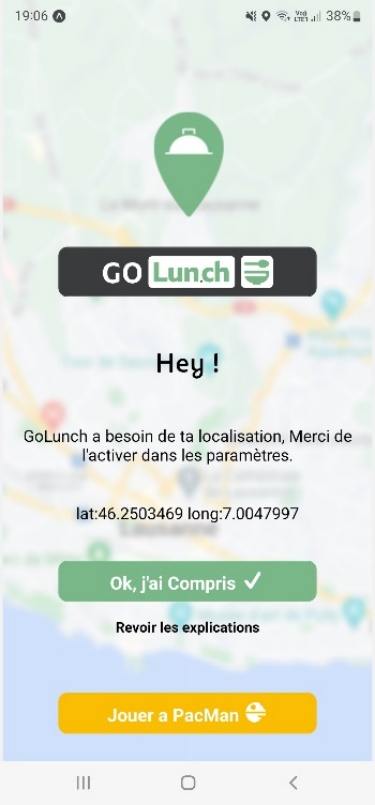 19:06
38%
GO Lun.ch
Hey !
GoLunch a besoin de ta localisation, Merci de
l'activer dans les paramètres.
lat:46.2503469 long:7.0047997
Lausanne
Ok, j'ai Compris
Revoir les explications
Jouer a PacMan